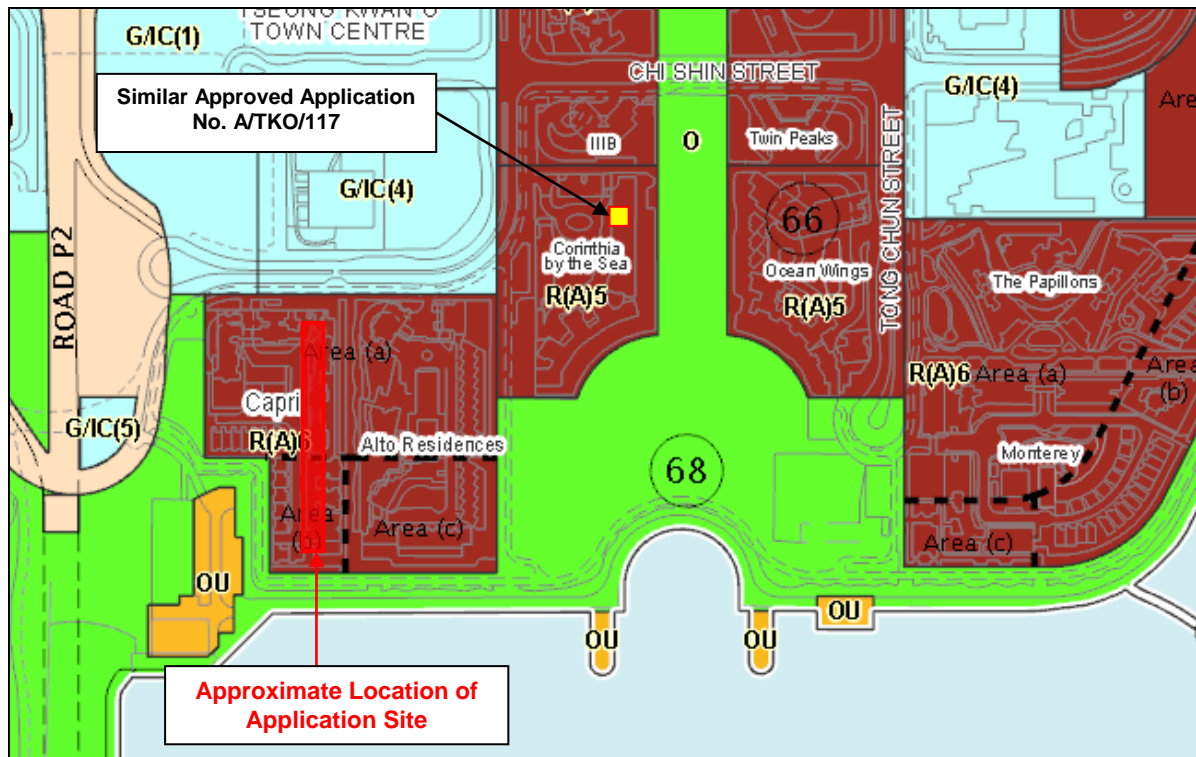 TSEUNG KWAN O
TOWN CENTRE
G/IC(1)
CHI SHIN STREET
G/IC(4)
Similar Approved Application
No. A/TKO/117
IIIB
O
Twin Peaks
TONG CHUN STREET
G/IC(4)
66
Corinthia
by the Sea
R(A)5
Ocean Wings
R(A)5
The Papillons
ROAD P2
Area (a)
Capri
R(A)6
Alto Residences
G/IC(5)
R(A)6
Area (a)
Area
(b)
Monterey
68
Area
(b)
Area (c)
Area (c)
OU
OU
OU
OU
Approximate Location of
Application Site